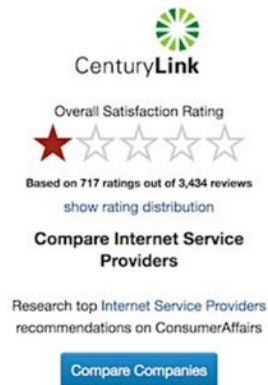 CenturyLink
Overall Satisfaction Rating
Based on 717 ratings out of 3,434 reviews
show rating distribution
Compare Internet Service
Providers
Research top Internet Service Providers
recommendations on ConsumerAffairs
Compare Companies